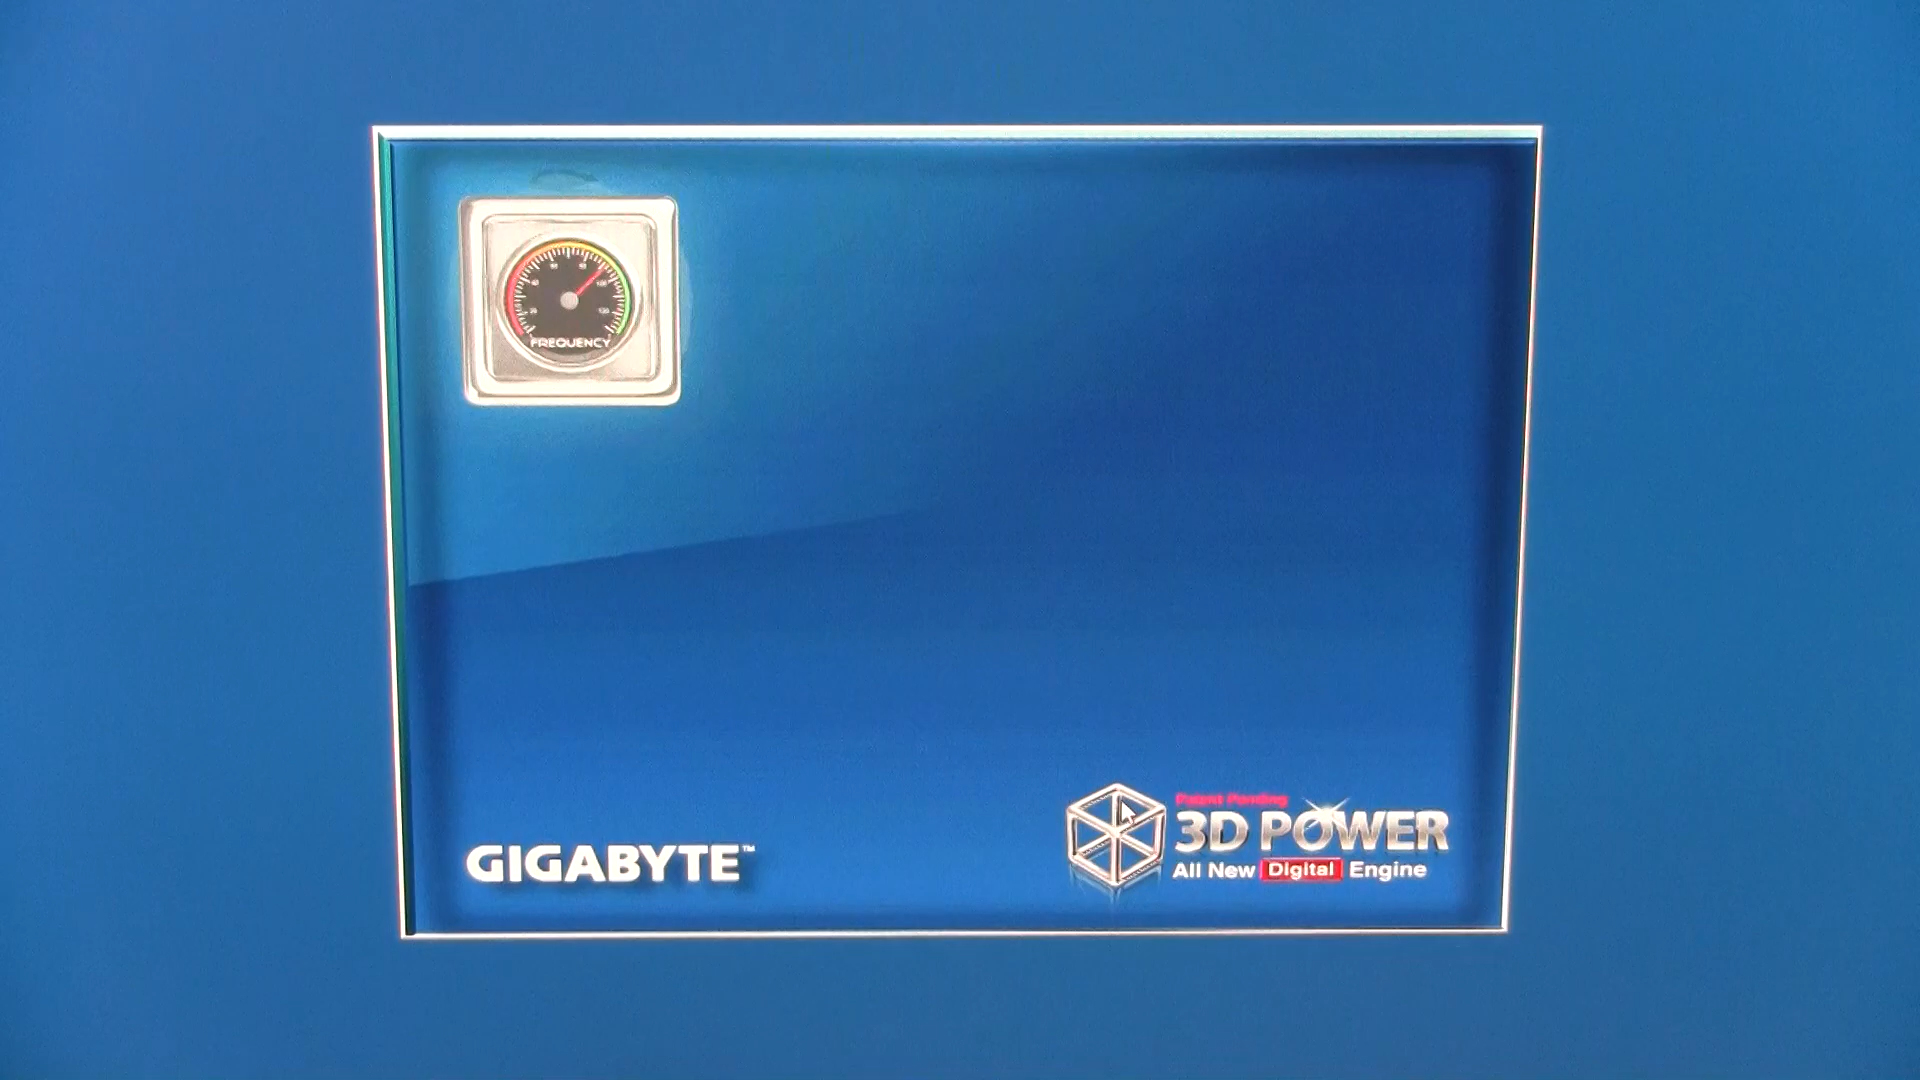 FREQUENCY
GIGABYTE™
Patent Pending
3D POWER
All New Digital Engine